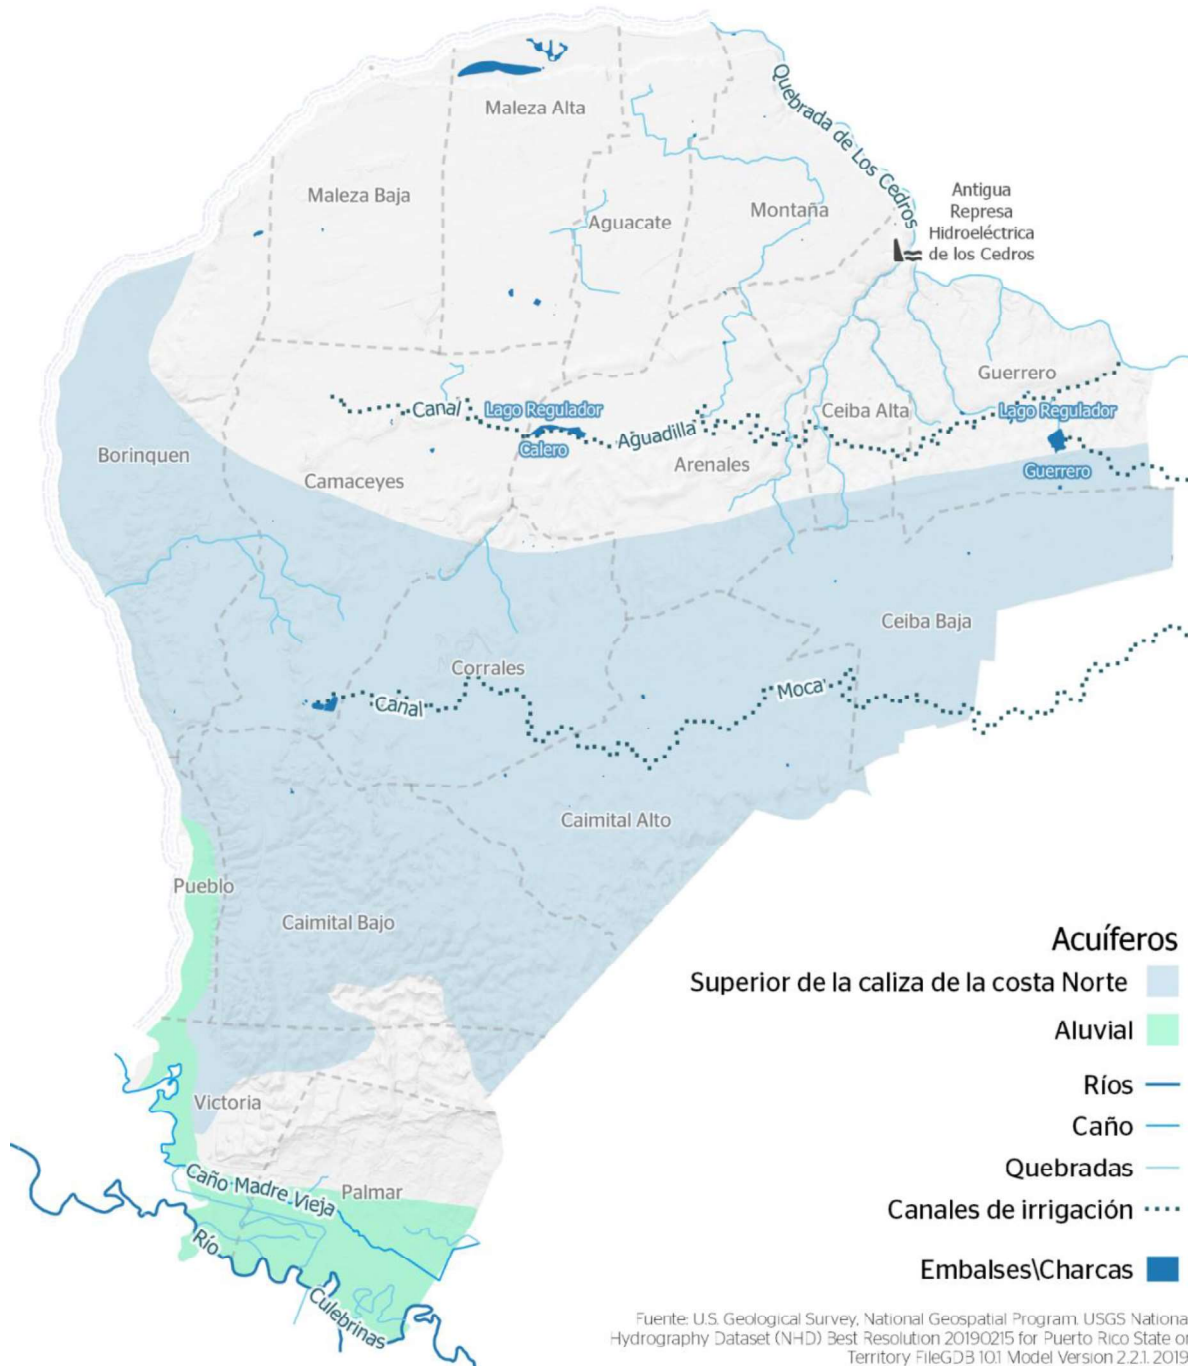 Maleza Alta
Quebrada de Los Cedros
Maleza Baja
Aguacate
Montaña
Antigua
Represa
Hidroeléctrica
de los Cedros
Guerrero
Canal
Lago Regulador
Calero
Aguadilla
Ceiba Alta
Lago Regulador
Guerrero
Borinquen
Camaceyes
Arenales
Ceiba Baja
Corrales
Canal
Moca
Caimital Alto
Pueblo
Caimital Bajo
Acuíferos
Superior de la caliza de la costa Norte
Aluvial
Ríos
Caño
Quebradas
Canales de irrigación
Embalses\Charcas
Victoria
Caño Madre Vieja
Palmar
Río
Culebrinas
Fuente: U.S. Geological Survey, National Geospatial Program. USGS National
Hydrography Dataset (NHD) Best Resolution 20190215 for Puerto Rico State or
Territory FileGDB 10.1 Model Version 2.2.1. 2019